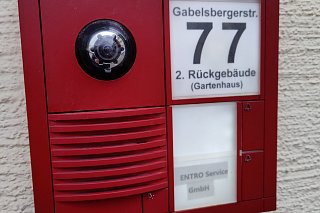 Gabelsbergerstr.
77
2. Rückgebäude
(Gartenhaus)
ENTRO Service
GmbH